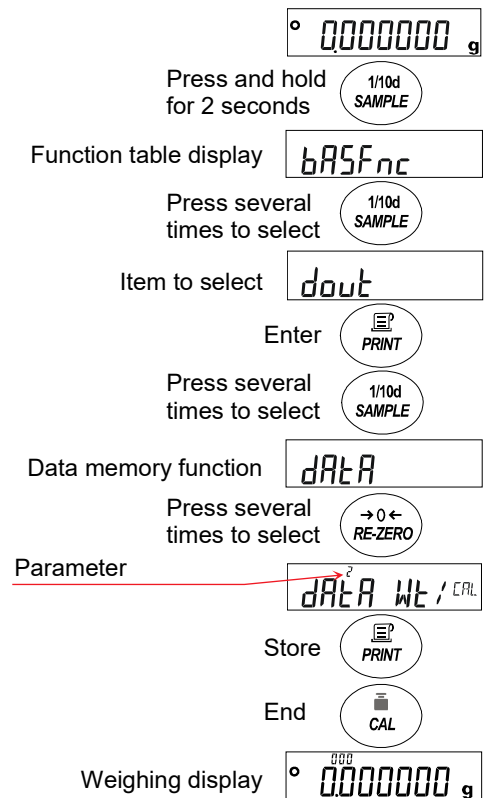 0.000000 g
Press and hold
for 2 seconds
1/10d
SAMPLE
Function table display
bASFnc
Press several
times to select
1/10d
SAMPLE
Item to select
dout
Enter
PRINT
Press several
times to select
1/10d
SAMPLE
Data memory function
dAtA
Press several
times to select
→0←
RE-ZERO
Parameter
2
dAtA Wt/ CAL
Store
PRINT
End
CAL
Weighing display
000
0.000000 g